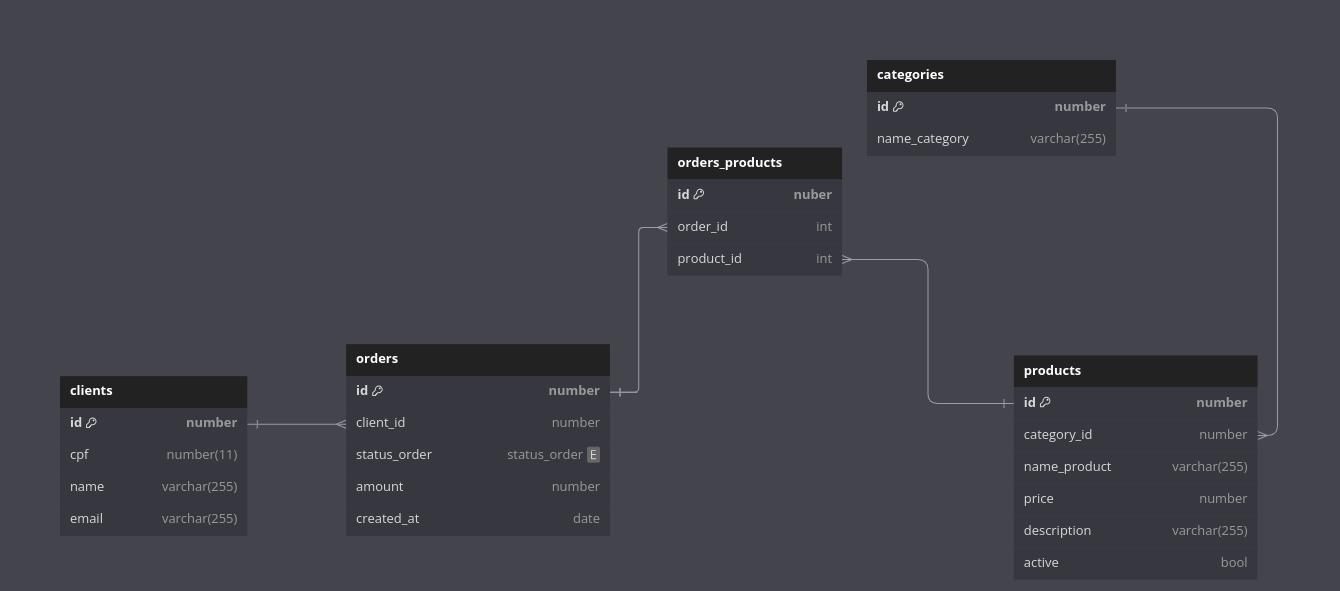 categories
id number
name_category varchar(255)
orders_products
id nuber
order_id int
product_id int
clients
id number
cpf number(11)
name varchar(255)
email varchar(255)
orders
id number
client_id number
status_order status_order E
amount number
created_at date
products
id number
category_id number
name_product varchar(255)
price number
description varchar(255)
active bool